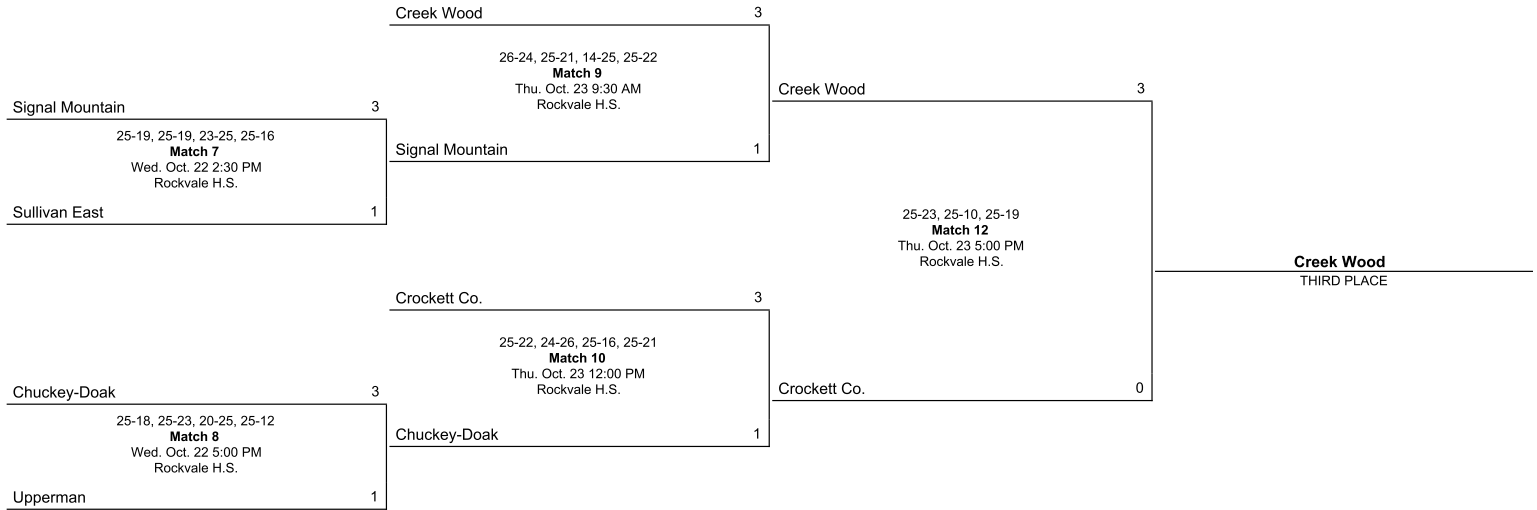 Creek Wood 3
26-24, 25-21, 14-25, 25-22
Match 9
Thu. Oct. 23 9:30 AM
Rockvale H.S.
Creek Wood 3
Signal Mountain 3
25-19, 25-19, 23-25, 25-16
Match 7
Wed. Oct. 22 2:30 PM
Rockvale H.S.
Signal Mountain 1
Sullivan East 1
25-23, 25-10, 25-19
Match 12
Thu. Oct. 23 5:00 PM
Rockvale H.S.
Creek Wood
THIRD PLACE
Crockett Co. 3
25-22, 24-26, 25-16, 25-21
Match 10
Thu. Oct. 23 12:00 PM
Rockvale H.S.
Crockett Co. 0
Chuckey-Doak 3
25-18, 25-23, 20-25, 25-12
Match 8
Wed. Oct. 22 5:00 PM
Rockvale H.S.
Chuckey-Doak 1
Upperman 1